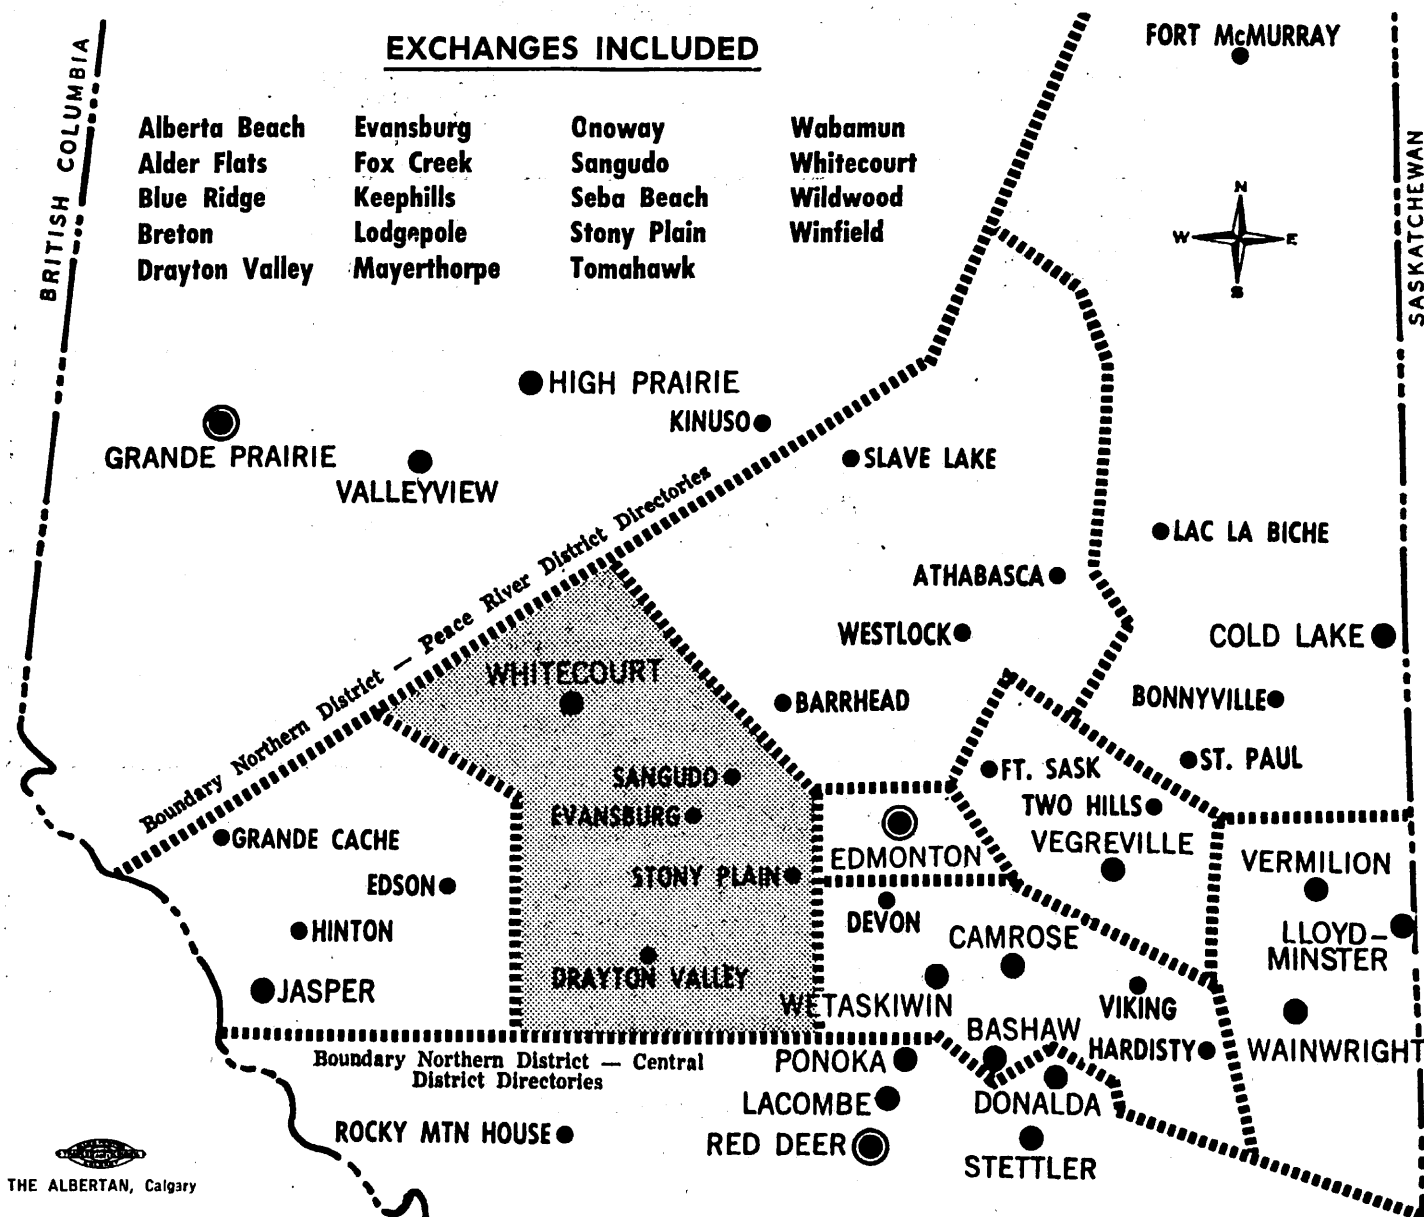 EXCHANGES INCLUDED
FORT McMURRAY
BRITISH COLUMBIA
SASKATCHEWAN
Alberta Beach Evansburg Onoway Wabamun
Alder Flats Fox Creek Sangudo Whitecourt
Blue Ridge Keephills Seba Beach Wildwood
Breton Lodgepole Stony Plain Winfield
Drayton Valley Mayerthorpe Tomahawk
N
W E
S
HIGH PRAIRIE
KINUSO
GRANDE PRAIRIE
SLAVE LAKE
VALLEYVIEW
Boundary Northern District — Peace River District Directories
LAC LA BICHE
ATHABASCA
WESTLOCK
COLD LAKE
WHITECOURT
BARRHEAD
BONNYVILLE
SANGUDO
FT. SASK
ST. PAUL
EVANSBURG
TWO HILLS
GRANDE CACHE
EDMONTON
VEGREVILLE
VERMILION
EDSON
STONY PLAIN
HINTON
DEVON
CAMROSE
LLOYD–
MINSTER
JASPER
DRAYTON VALLEY
WETASKIWIN
VIKING
BASHAW
HARDISTY
WAINWRIGHT
Boundary Northern District — Central
District Directories
PONOKA
LACOMBE
DONALDA
ROCKY MTN HOUSE
RED DEER
STETTLER
THE ALBERTAN, Calgary